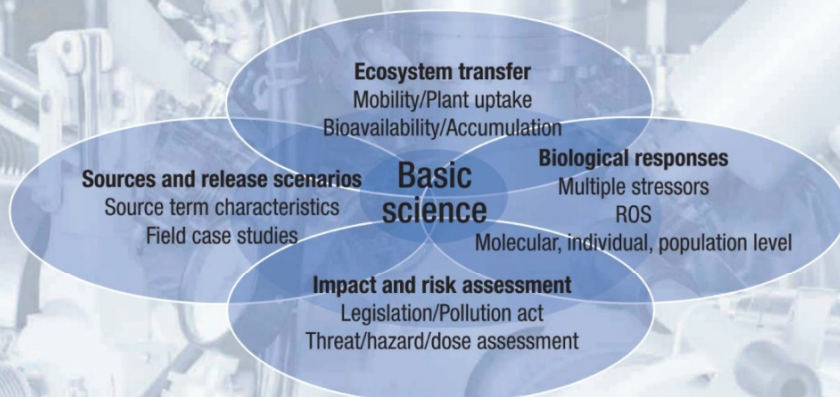 Ecosystem transfer
Mobility/Plant uptake
Bioavailability/Accumulation
Sources and release scenarios
Source term characteristics
Field case studies
Basic
science
Biological responses
Multiple stressors
ROS
Molecular, individual, population level
Impact and risk assessment
Legislation/Pollution act
Threat/hazard/dose assessment